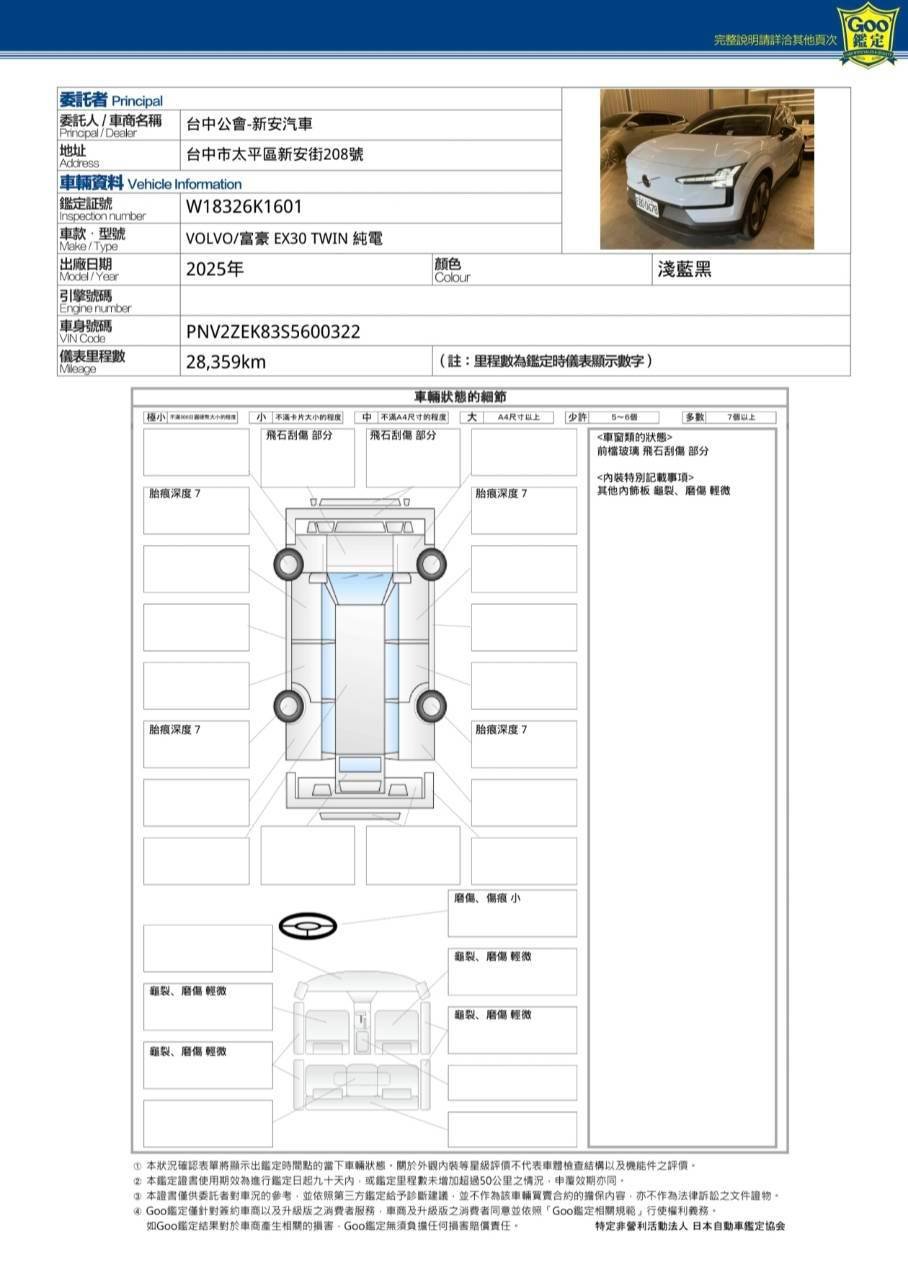 完整說明請詳洽其他頁次
Goo
鑑定
委託者 Principal
委託人 / 車商名稱
Principal / Dealer
台中公會-新安汽車
地址
Address
台中市太平區新安街208號
車輛資料 Vehicle Information
鑑定証號
Inspection number
W18326K1601
車款．型號
Make / Type
VOLVO/富豪 EX30 TWIN 純電
出廠日期
Model / Year
2025年
顏色
Colour
淺藍黑
引擎號碼
Engine number
車身號碼
VIN Code
PNV2ZEK83S5600322
儀表里程數
Mileage
28,359km
（註：里程數為鑑定時儀表顯示數字）
車輛狀態的細節
極小 不滿500日圓硬幣大小的程度 小 不滿卡片大小的程度 中 不滿A4尺寸的程度 大 A4尺寸以上 少許 5～6個 多數 7個以上
飛石刮傷 部分
飛石刮傷 部分
胎痕深度 7
胎痕深度 7
胎痕深度 7
胎痕深度 7
<車窗類的狀態>
前檔玻璃 飛石刮傷 部分
<內裝特別記載事項>
其他內飾板 龜裂、磨傷 輕微
磨傷、傷痕 小
龜裂、磨傷 輕微
龜裂、磨傷 輕微
龜裂、磨傷 輕微
龜裂、磨傷 輕微
① 本狀況確認表單將顯示出鑑定時間點的當下車輛狀態，關於外觀內裝等星級評價不代表車體檢查結構以及機能件之評價。
② 本鑑定證書使用期效為進行鑑定日起九十天內，或鑑定里程數未增加超過50公里之情況，申覆效期亦同。
③ 本證書僅供委託者對車況的參考，並依照第三方鑑定給予診斷建議，並不作為該車輛買賣合約的擔保內容，亦不作為法律訴訟之文件證物。
④ Goo鑑定僅針對簽約車商以及升級版之消費者服務，車商及升級版之消費者同意並依照「Goo鑑定相關規範」行使權利義務。
如Goo鑑定結果對於車商產生相關的損害，Goo鑑定無須負擔任何損害賠償責任。
特定非營利活動法人 日本自動車鑑定協会